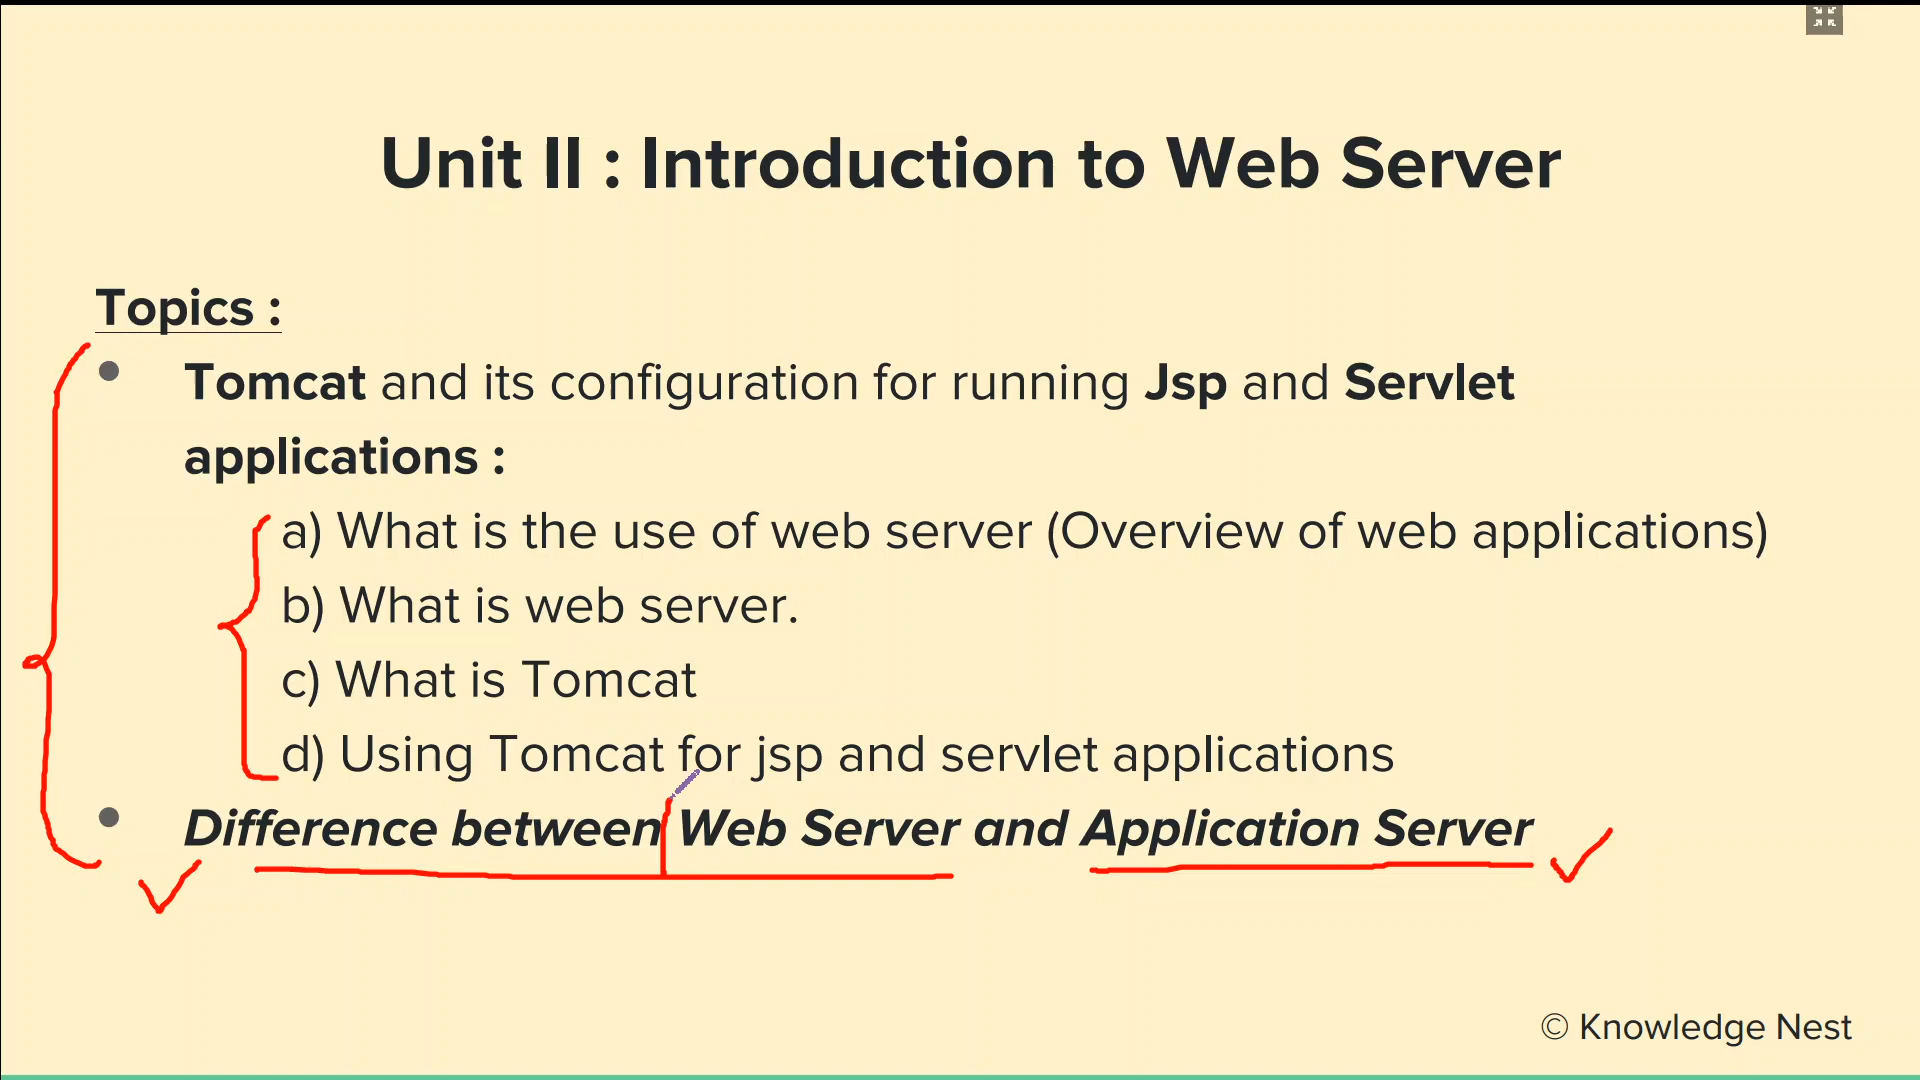 Unit II : Introduction to Web Server
Topics :
Tomcat and its configuration for running Jsp and Servlet
applications :
a) What is the use of web server (Overview of web applications)
b) What is web server.
c) What is Tomcat
d) Using Tomcat for jsp and servlet applications
Difference between Web Server and Application Server
© Knowledge Nest